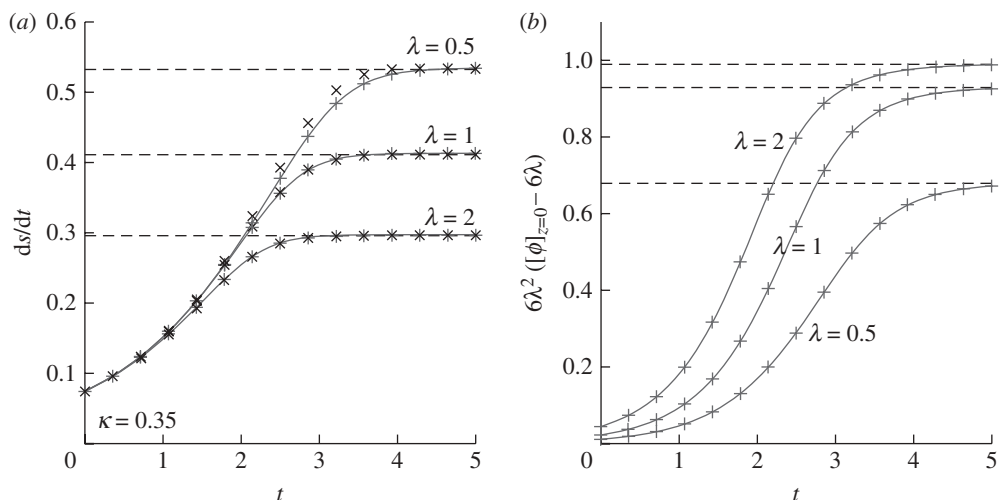 (a)
0.6
0.5
0.4
0.3
0.2
0.1
ds/dt
λ = 0.5
λ = 1
λ = 2
κ = 0.35
0 1 2 3 4 5
t
(b)
1.0
0.8
0.6
0.4
0.2
6λ² ([ϕ]z=0 − 6λ)
λ = 2
λ = 1
λ = 0.5
0 1 2 3 4 5
t